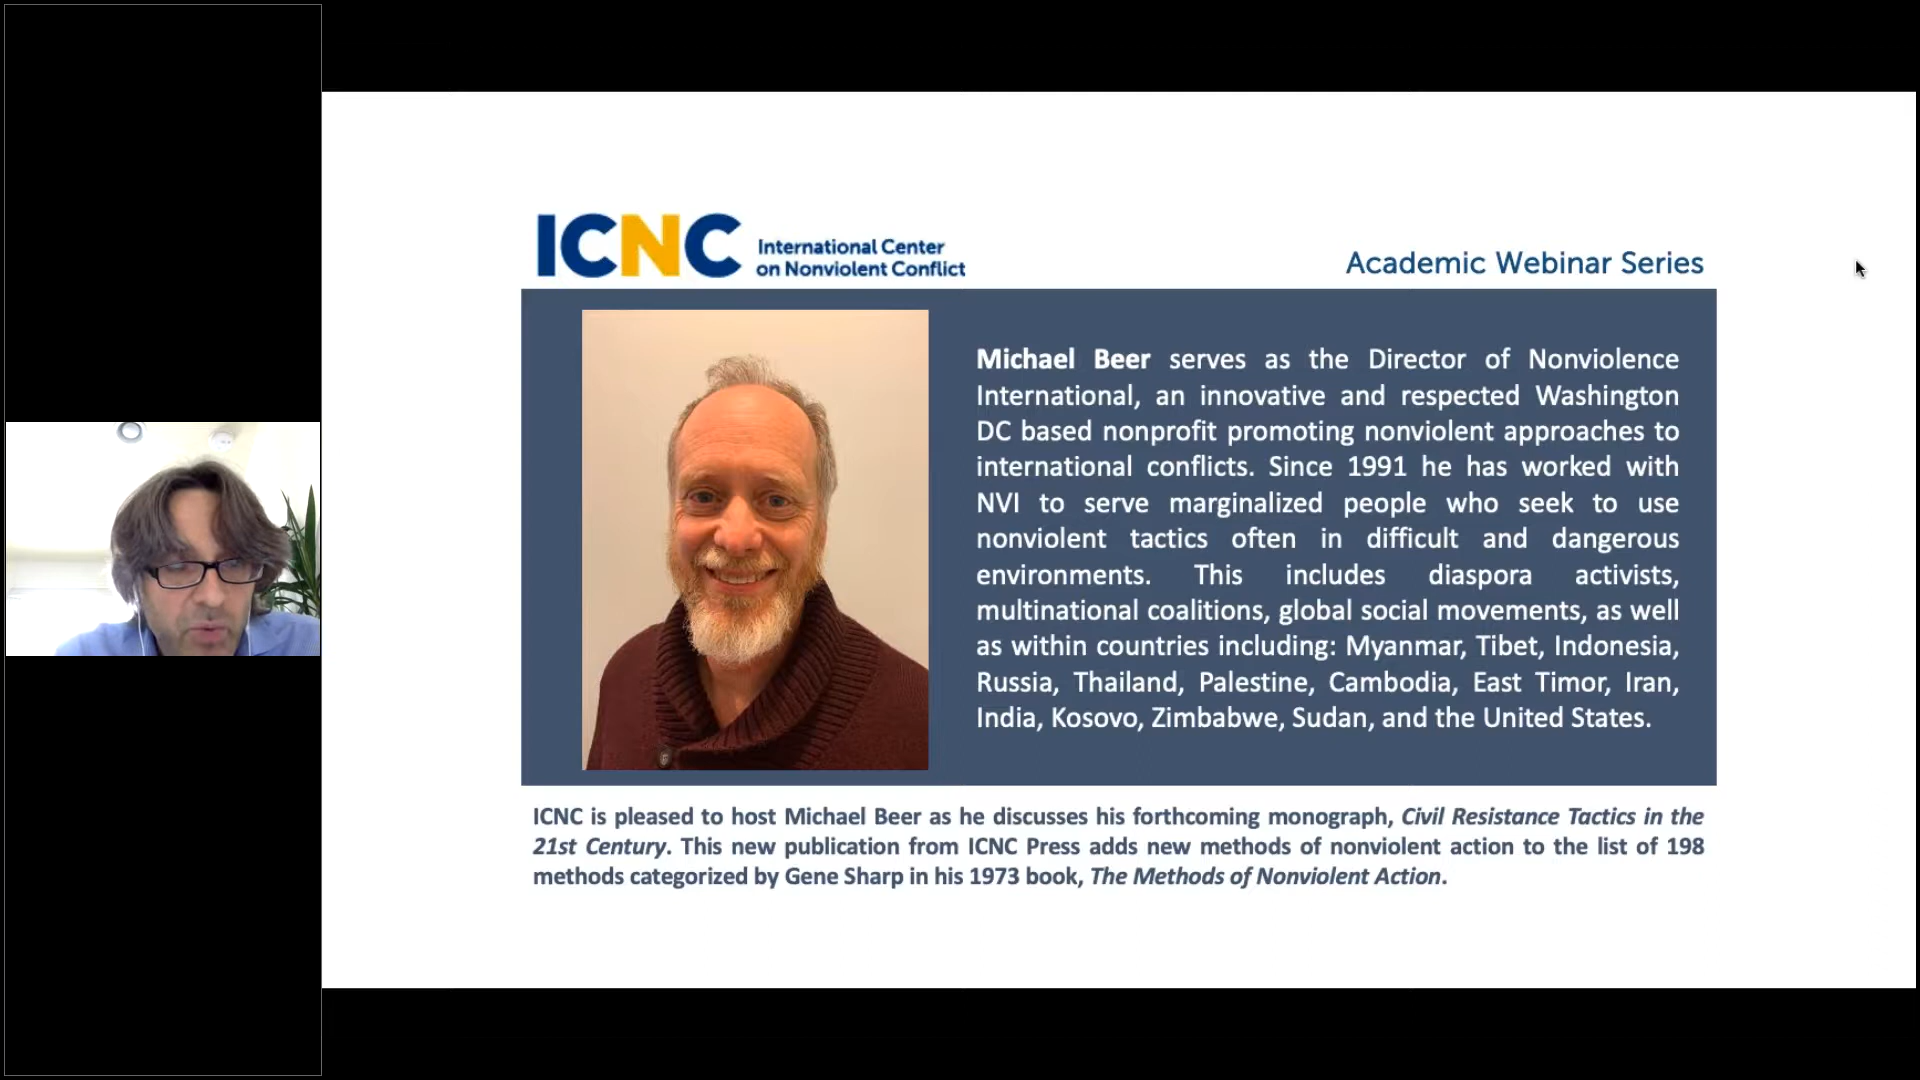 ICNC
International Center
on Nonviolent Conflict
Academic Webinar Series
Michael Beer serves as the Director of Nonviolence
International, an innovative and respected Washington
DC based nonprofit promoting nonviolent approaches to
international conflicts. Since 1991 he has worked with
NVI to serve marginalized people who seek to use
nonviolent tactics often in difficult and dangerous
environments. This includes diaspora activists,
multinational coalitions, global social movements, as well
as within countries including: Myanmar, Tibet, Indonesia,
Russia, Thailand, Palestine, Cambodia, East Timor, Iran,
India, Kosovo, Zimbabwe, Sudan, and the United States.
ICNC is pleased to host Michael Beer as he discusses his forthcoming monograph, Civil Resistance Tactics in the
21st Century. This new publication from ICNC Press adds new methods of nonviolent action to the list of 198
methods categorized by Gene Sharp in his 1973 book, The Methods of Nonviolent Action.